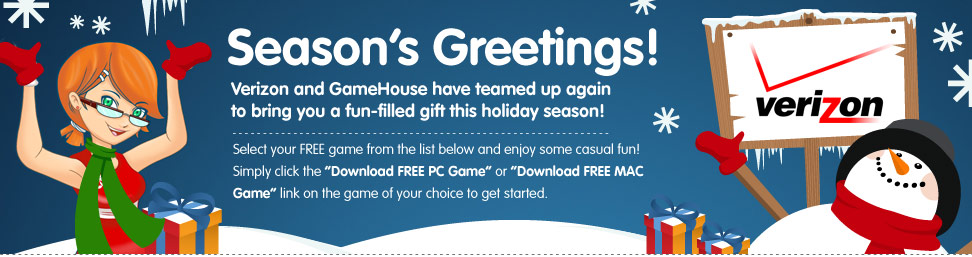 Season's Greetings!
Verizon and GameHouse have teamed up again
to bring you a fun-filled gift this holiday season!
Select your FREE game from the list below and enjoy some casual fun!
Simply click the "Download FREE PC Game" or "Download FREE MAC
Game" link on the game of your choice to get started.
verizon